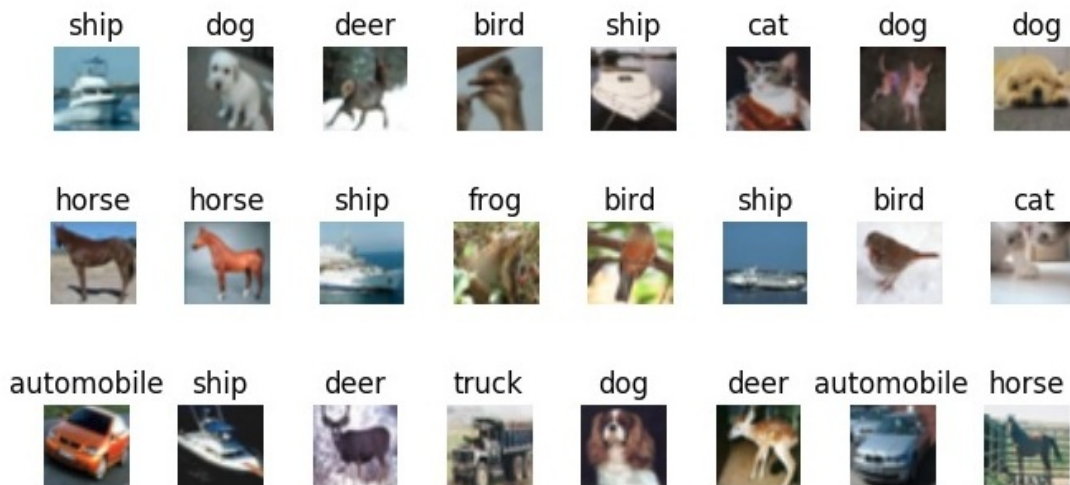 ship dog deer bird ship cat dog dog
horse horse ship frog bird ship bird cat
automobile ship deer truck dog deer automobile horse